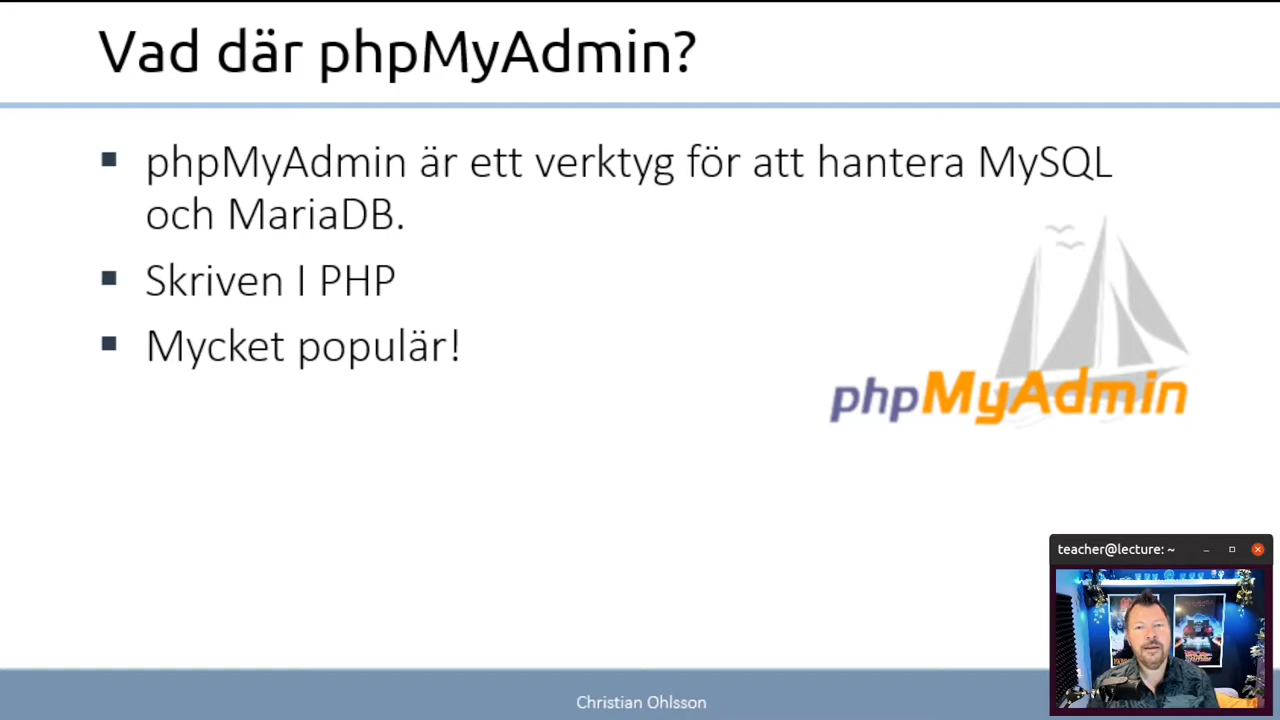 Vad där phpMyAdmin?
phpMyAdmin är ett verktyg för att hantera MySQL
och MariaDB.
Skriven I PHP
Mycket populär!
phpMyAdmin
teacher@lecture: ~
Christian Ohlsson